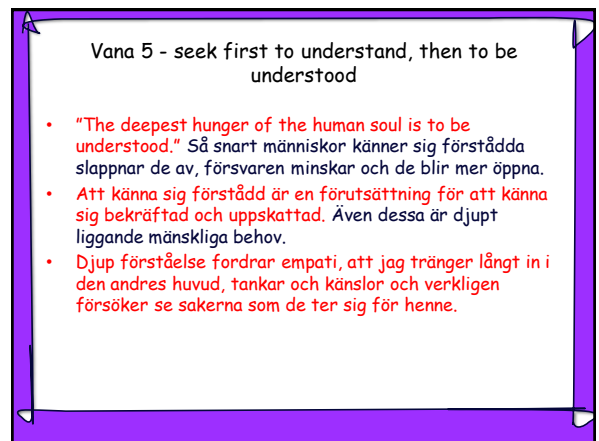 Vana 5 - seek first to understand, then to be
understood
• "The deepest hunger of the human soul is to be
understood." Så snart människor känner sig förstådda
slappnar de av, försvaren minskar och de blir mer öppna.
• Att känna sig förstådd är en förutsättning för att känna
sig bekräftad och uppskattad. Även dessa är djupt
liggande mänskliga behov.
• Djup förståelse fordrar empati, att jag tränger långt in i
den andres huvud, tankar och känslor och verkligen
försöker se sakerna som de ter sig för henne.